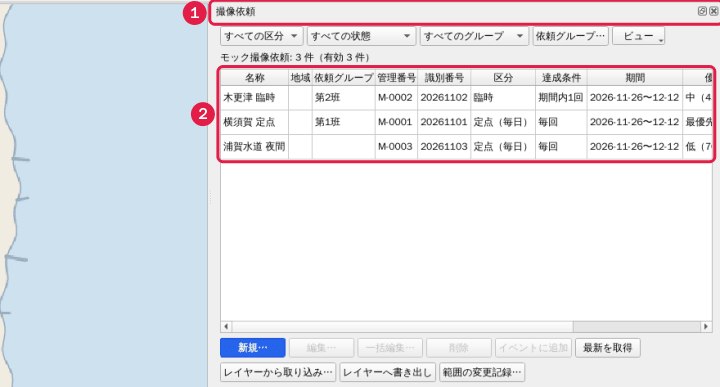 1 撮像依頼
すべての区分 すべての状態 すべてのグループ 依頼グループ… ビュー
モック撮像依頼: 3 件（有効 3 件）
2
名称 地域 依頼グループ 管理番号 識別番号 区分 達成条件 期間
木更津 臨時 第2班 M-0002 20261102 臨時 期間内1回 2026-11-26〜12-12 中（4
横須賀 定点 第1班 M-0001 20261101 定点（毎日） 毎回 2026-11-26〜12-12 最優先
浦賀水道 夜間 M-0003 20261103 定点（毎日） 毎回 2026-11-26〜12-12 低（7
新規… 編集… 一括編集… 削除 イベントに追加 最新を取得
レイヤーから取り込み… レイヤーへ書き出し 範囲の変更記録…